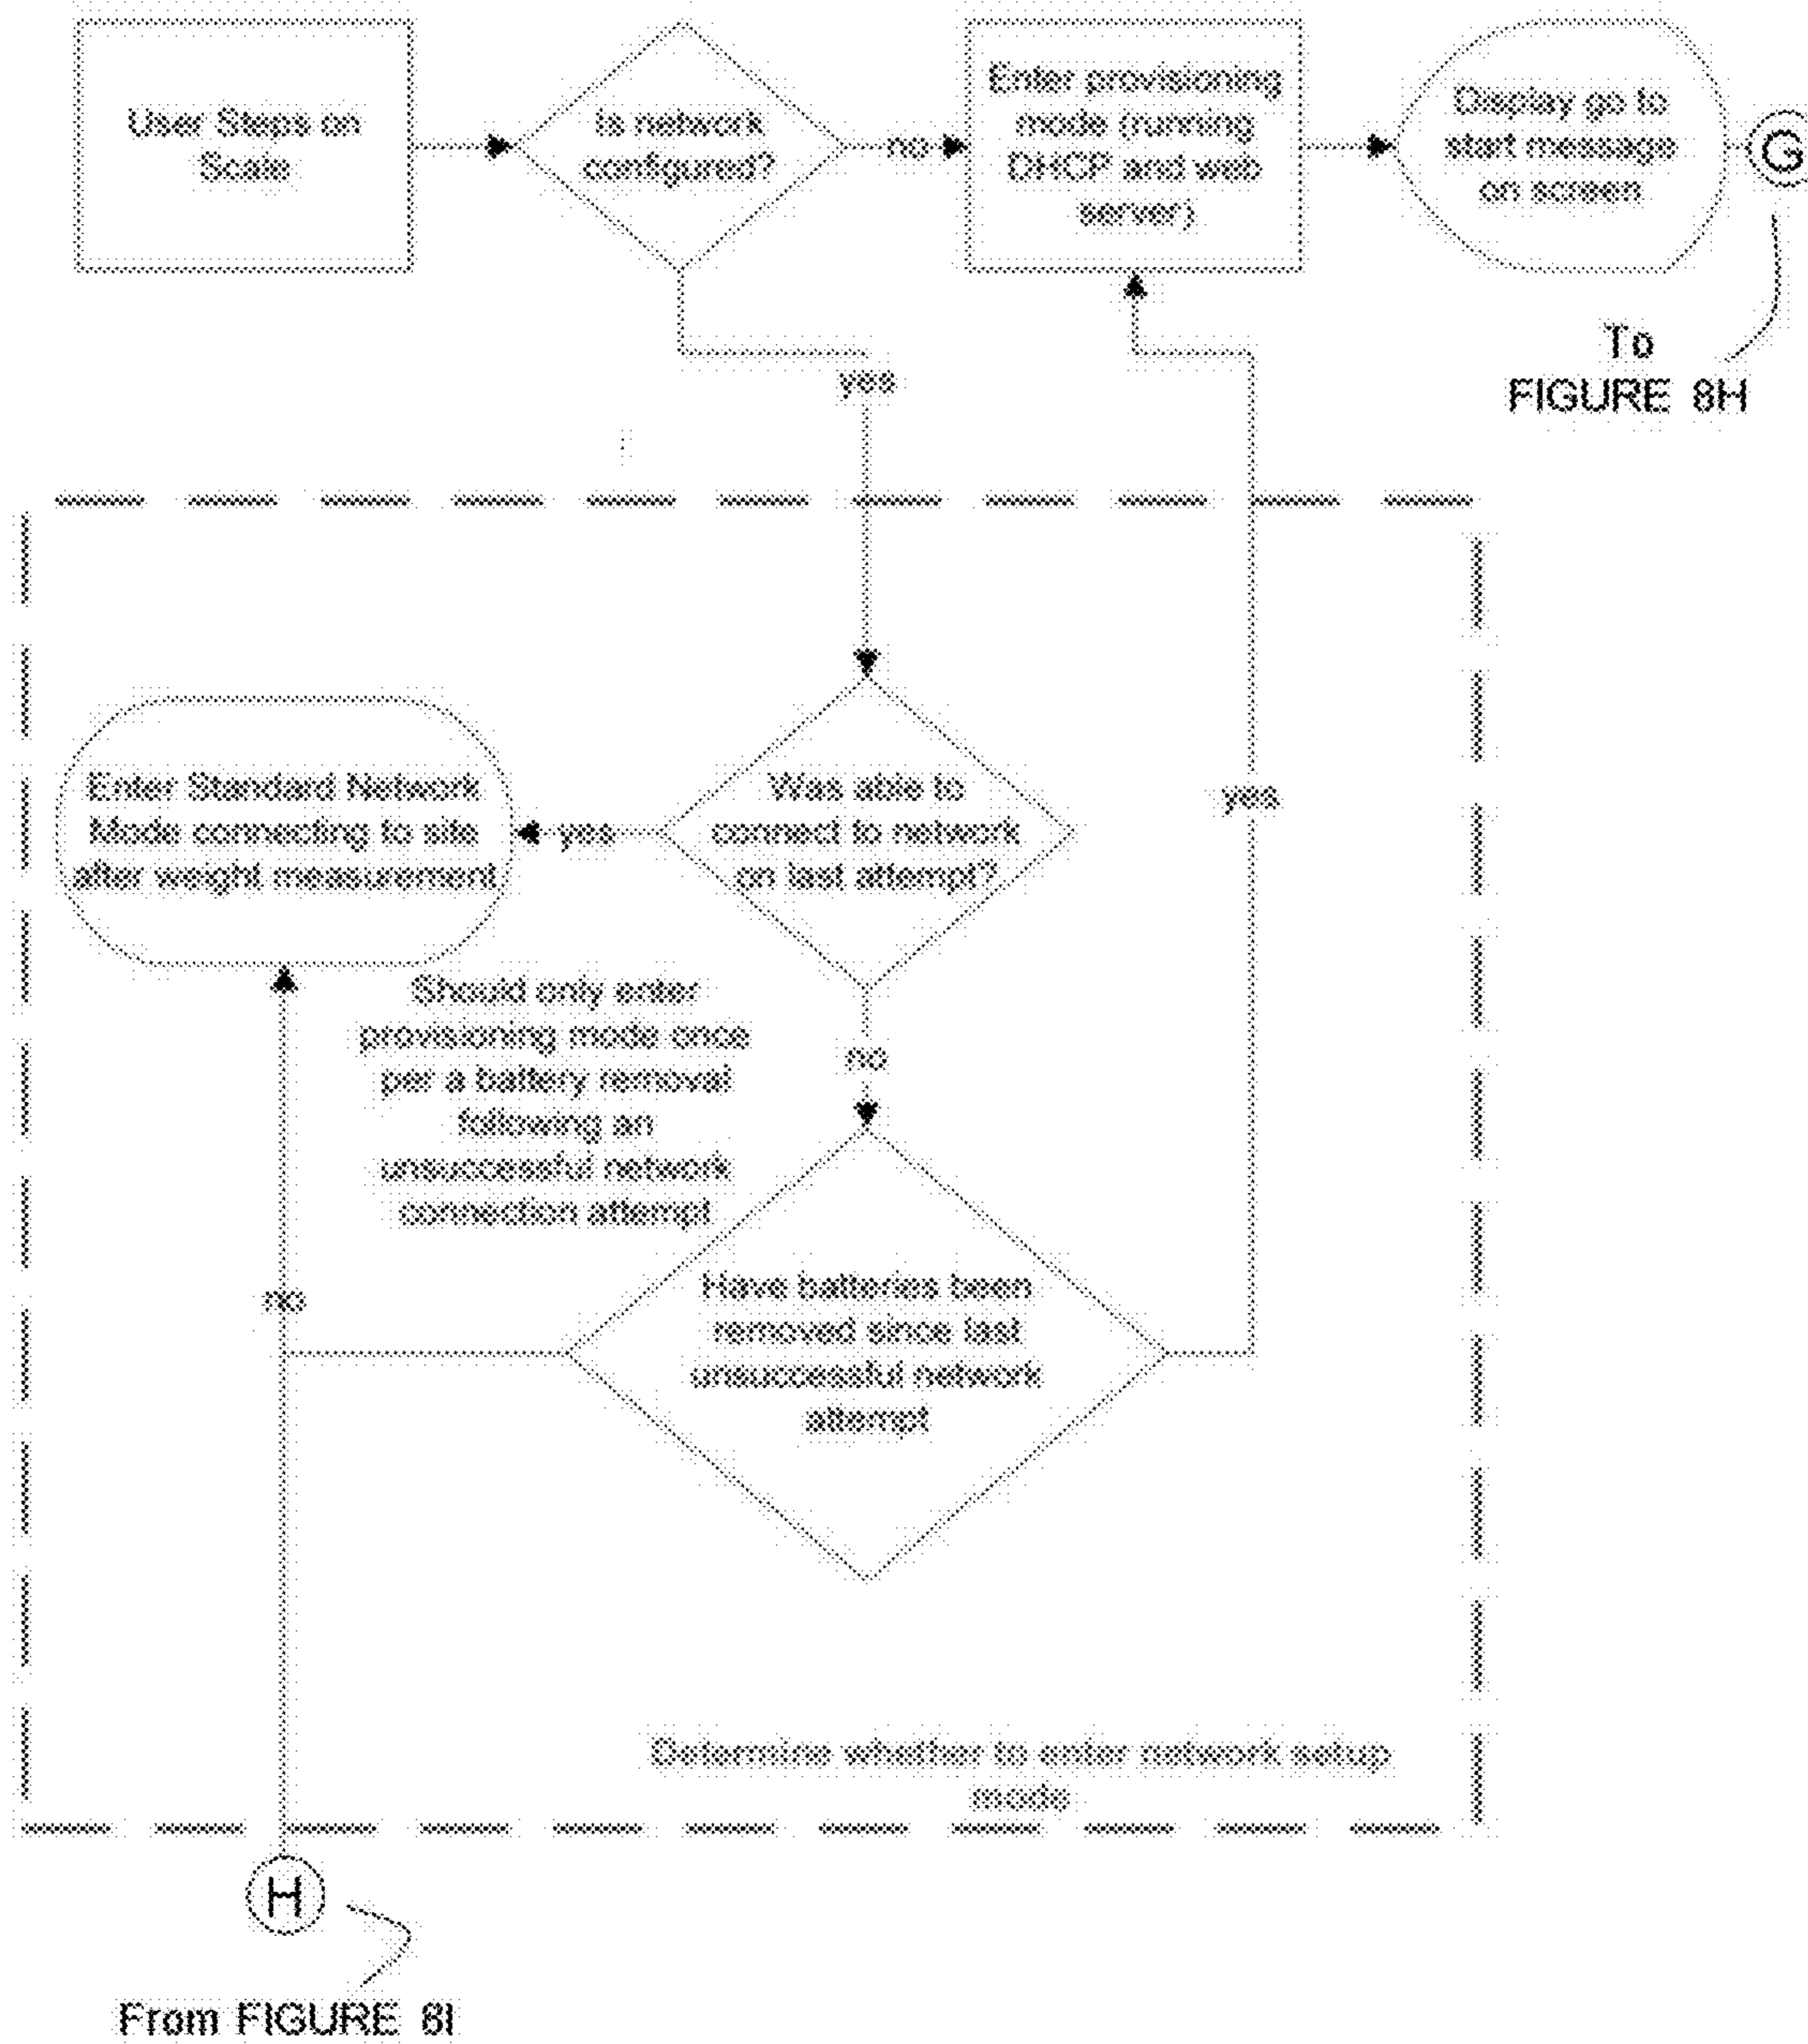 User Steps on
Scale
Is network
configured?
no
Enter provisioning
mode (running
DHCP and web
server)
Display go to
start message
on screen
G
To
FIGURE 8H
yes
Enter Standard Network
Mode connecting to site
after weight measurement
yes
Was able to
connect to network
on last attempt?
yes
Should only enter
provisioning mode once
per a battery removal
following an
unsuccessful network
connection attempt
no
no
Have batteries been
removed since last
unsuccessful network
attempt
Determine whether to enter network setup
mode
H
From FIGURE 8I